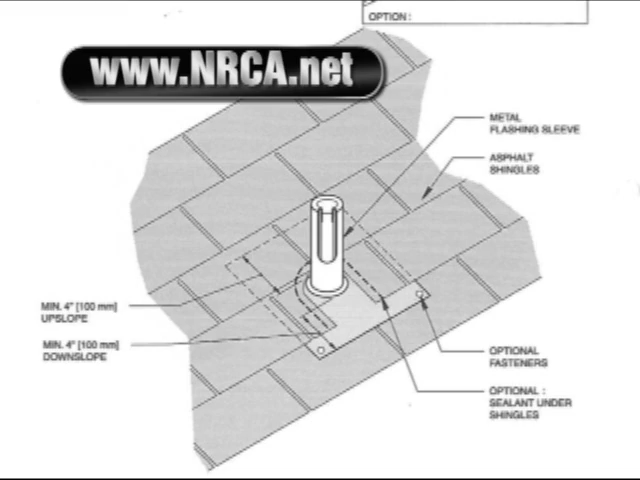 OPTION :
www.NRCA.net
METAL
FLASHING SLEEVE
ASPHALT
SHINGLES
MIN. 4" [100 mm]
UPSLOPE
MIN. 4" [100 mm]
DOWNSLOPE
OPTIONAL
FASTENERS
OPTIONAL :
SEALANT UNDER
SHINGLES